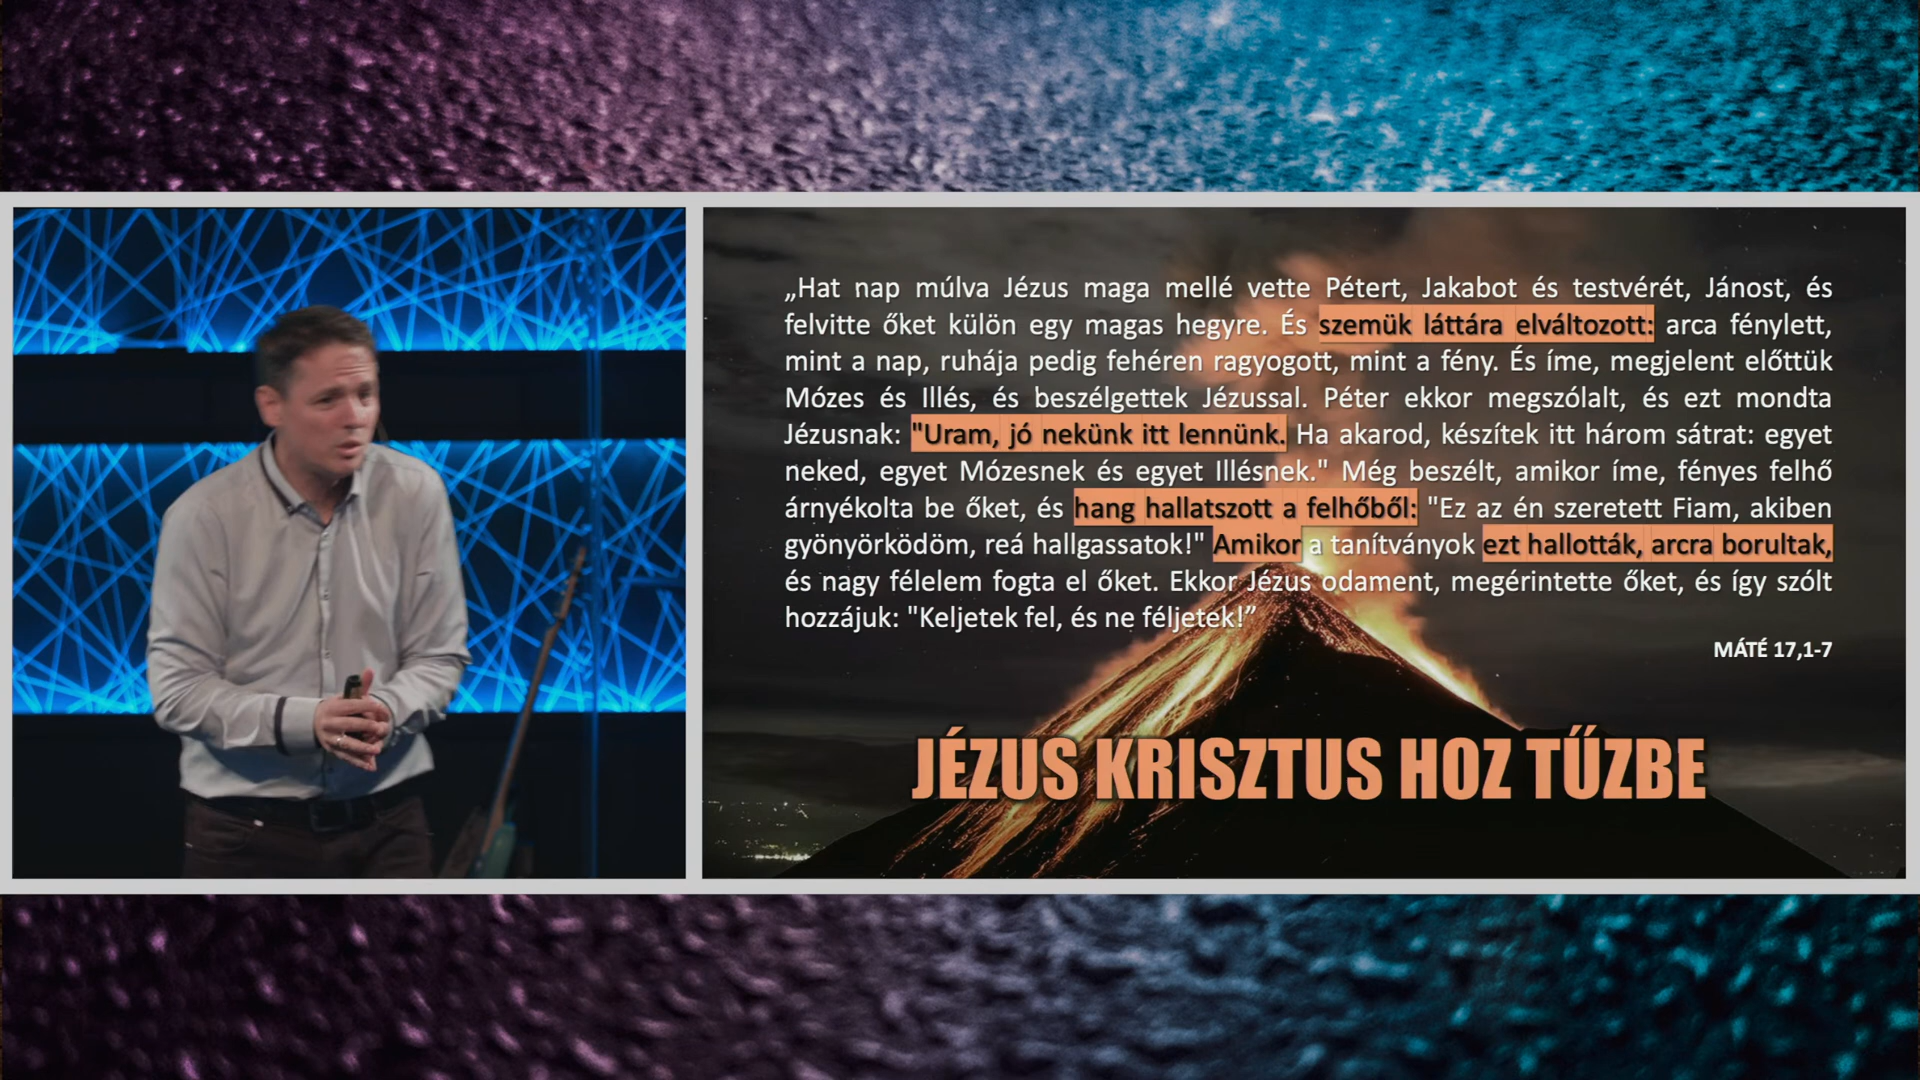 „Hat nap múlva Jézus maga mellé vette Pétert, Jakabot és testvérét, Jánost, és
felvitte őket külön egy magas hegyre. És szemük láttára elváltozott: arca fénylett,
mint a nap, ruhája pedig fehéren ragyogott, mint a fény. És íme, megjelent előttük
Mózes és Illés, és beszélgettek Jézussal. Péter ekkor megszólalt, és ezt mondta
Jézusnak: "Uram, jó nekünk itt lennünk. Ha akarod, készítek itt három sátrat: egyet
neked, egyet Mózesnek és egyet Illésnek." Még beszélt, amikor íme, fényes felhő
árnyékolta be őket, és hang hallatszott a felhőből: "Ez az én szeretett Fiam, akiben
gyönyörködöm, reá hallgassatok!" Amikor a tanítványok ezt hallották, arcra borultak,
és nagy félelem fogta el őket. Ekkor Jézus odament, megérintette őket, és így szólt
hozzájuk: "Keljetek fel, és ne féljetek!”
MÁTÉ 17,1-7
JÉZUS KRISZTUS HOZ TŰZBE